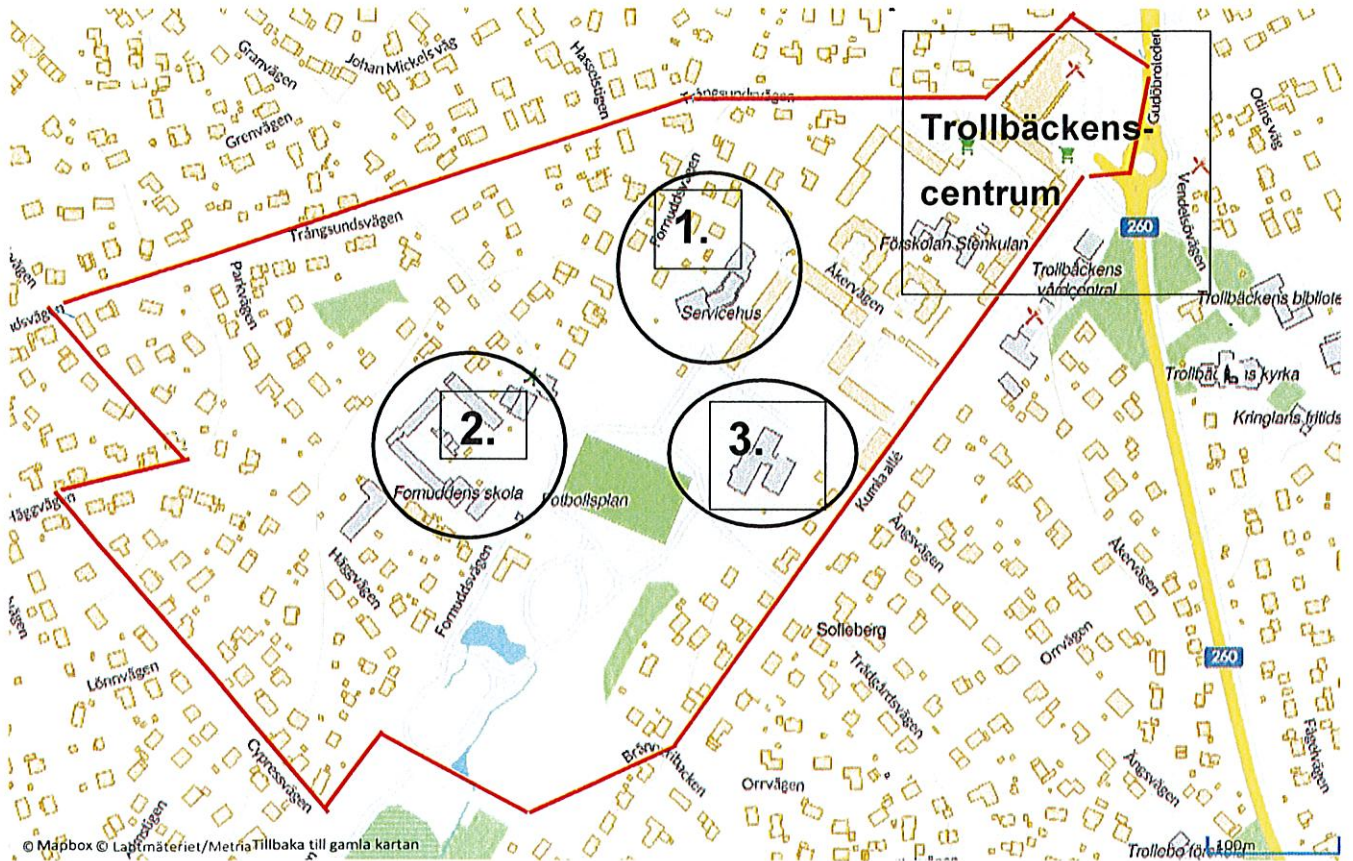 Granvägen
Johan Mickels väg
Hasselstigen
Grenvägen
Trångsundsvägen
Gudöbroleden
Odins väg
Trollbäckens-
centrum
Fornuddsvägen
1.
Trångsundsvägen
Förskolan Stenkulan
260
Vendelsövägen
Parkvägen
Åkervägen
Trollbäckens
vårdcentral
Servicehus
2.
3.
Fornuddens skola
Fotbollsplan
Kumla allé
Häggvägen
Ängsvägen
Åkervägen
Häggvägen
Fornuddsvägen
Solleberg
Orrvägen
260
Lönnvägen
Trädgårdsvägen
Cypressvägen
Orrvägen
Ängsvägen
© Mapbox © Lantmäteriet/Metria Tillbaka till gamla kartan
100m